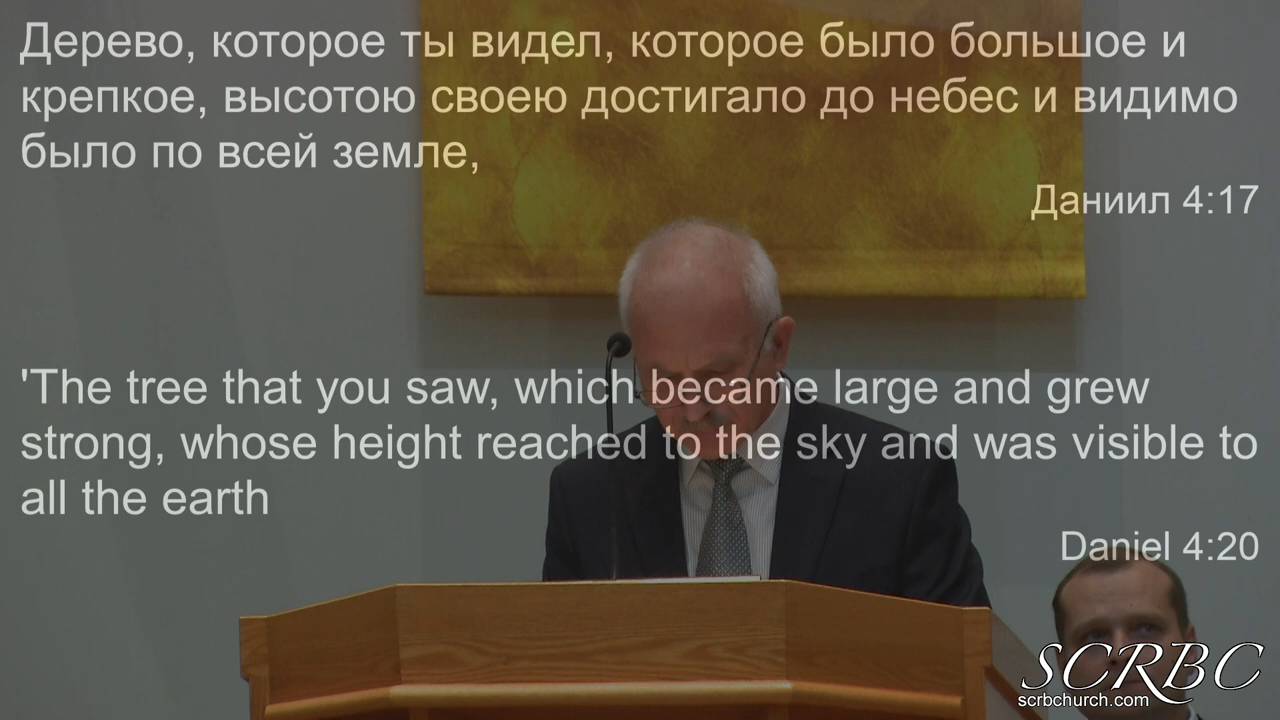 Дерево, которое ты видел, которое было большое и
крепкое, высотою своею достигало до небес и видимо
было по всей земле,
Даниил 4:17
'The tree that you saw, which became large and grew
strong, whose height reached to the sky and was visible to
all the earth
Daniel 4:20
SCRBC
scrbchurch.com